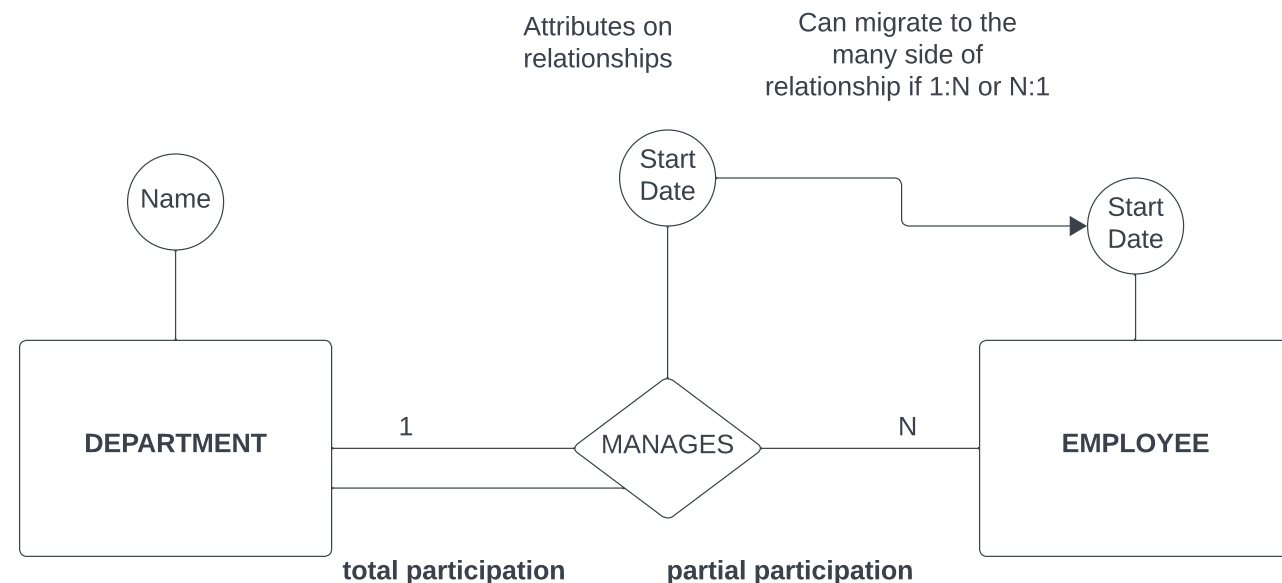 Attributes on
relationships
Can migrate to the
many side of
relationship if 1:N or N:1
Name
Start
Date
Start
Date
DEPARTMENT
1
MANAGES
N
EMPLOYEE
total participation
partial participation